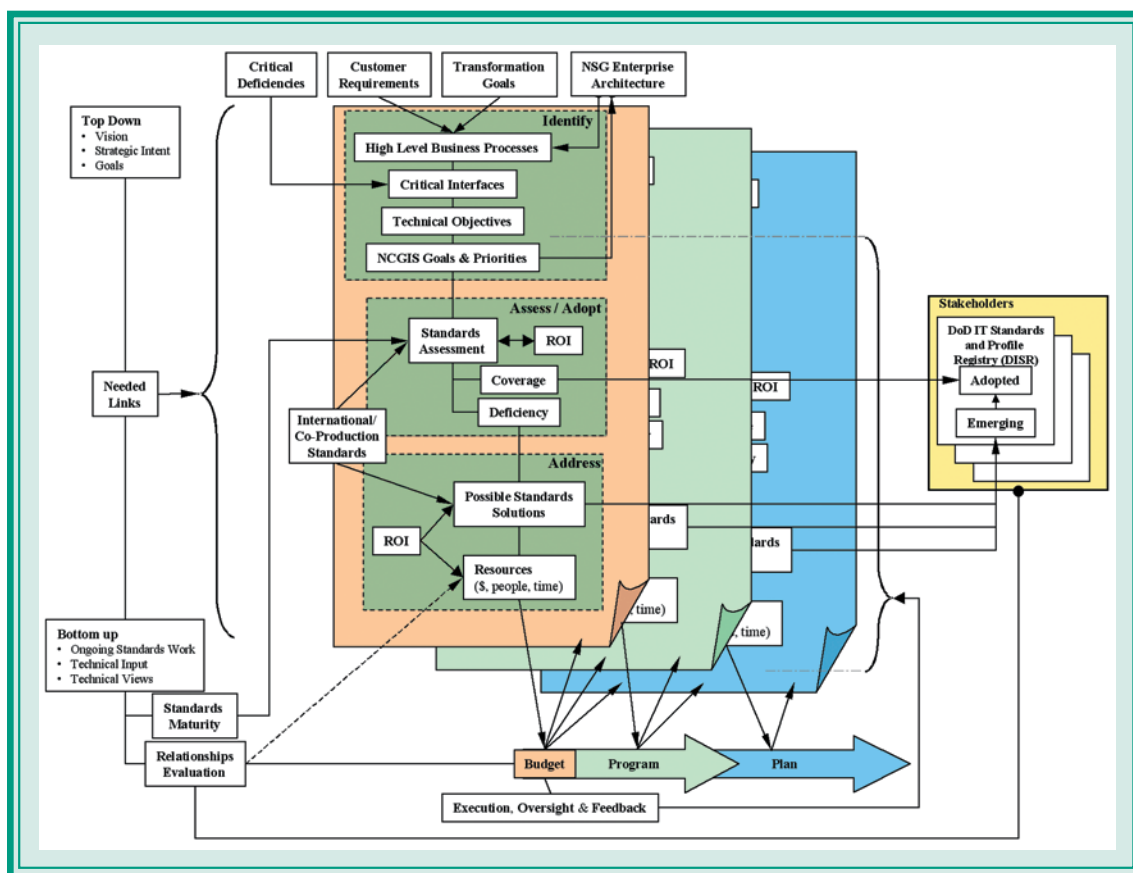 Critical
Deficiencies
Customer
Requirements
Transformation
Goals
NSG Enterprise
Architecture
Top Down
• Vision
• Strategic Intent
• Goals
Identify
High Level Business Processes
Critical Interfaces
Technical Objectives
NCGIS Goals & Priorities
Assess / Adopt
Standards
Assessment
ROI
Coverage
Deficiency
ROI
ROI
Needed
Links
International/
Co-Production
Standards
Stakeholders
DoD IT Standards
and Profile
Registry (DISR)
Adopted
Emerging
Address
Possible Standards
Solutions
ROI
Resources
($, people, time)
dards
dards
, time)
, time)
Bottom up
• Ongoing Standards Work
• Technical Input
• Technical Views
Standards
Maturity
Relationships
Evaluation
Budget
Program
Plan
Execution, Oversight & Feedback